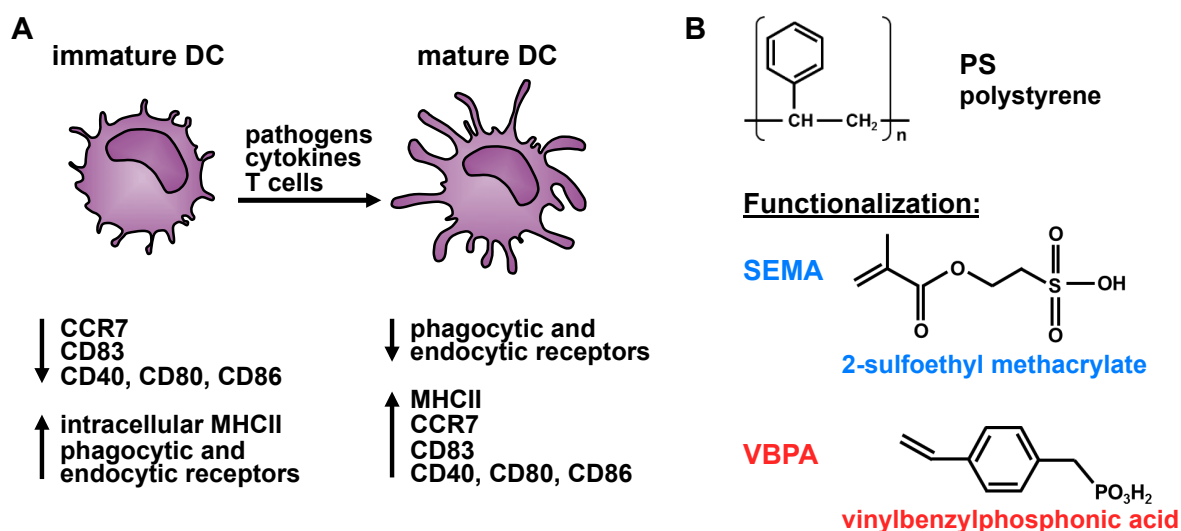 A
immature DC
mature DC
pathogens
cytokines
T cells
CCR7
CD83
CD40, CD80, CD86
intracellular MHCII
phagocytic and
endocytic receptors
phagocytic and
endocytic receptors
MHCII
CCR7
CD83
CD40, CD80, CD86
B
CH
CH₂
n
PS
polystyrene
Functionalization:
SEMA
O
O
S
OH
O
O
2-sulfoethyl methacrylate
VBPA
PO₃H₂
vinylbenzylphosphonic acid